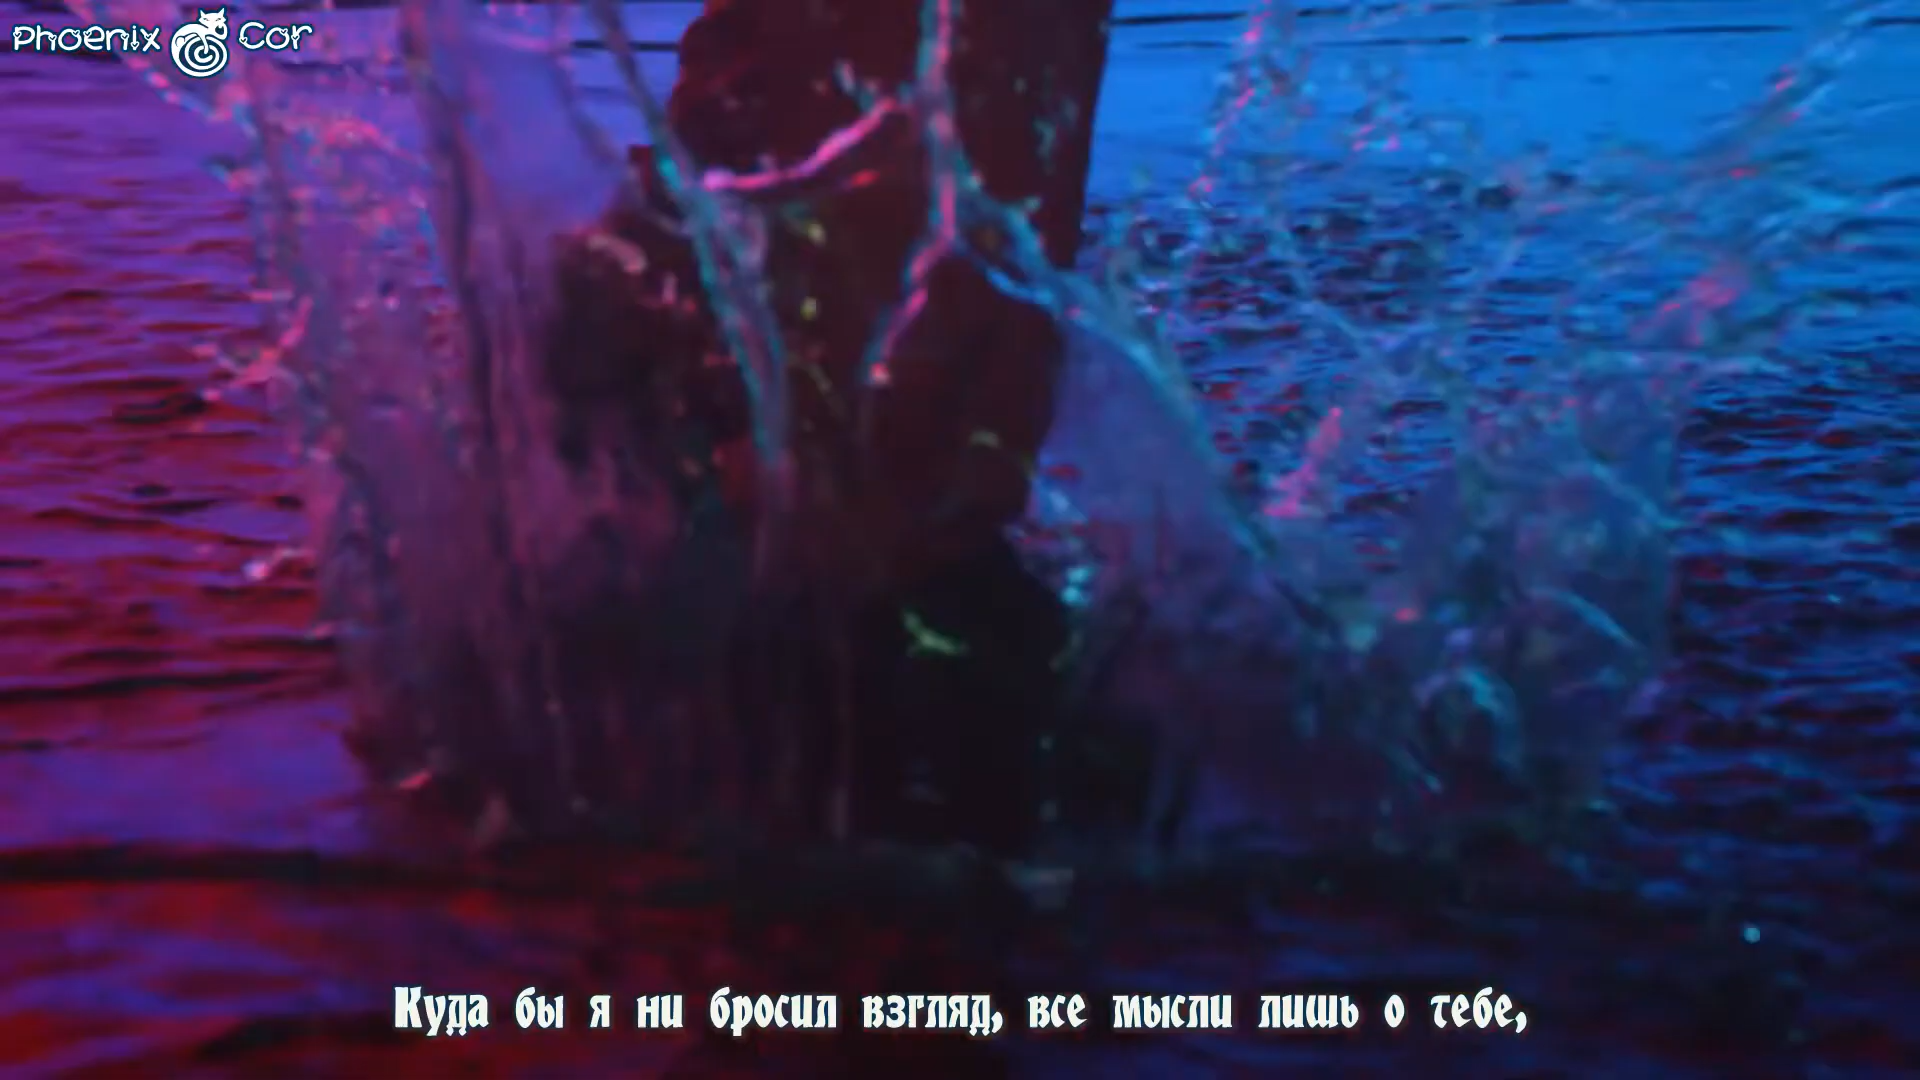 Phoenix Cor
Куда бы я ни бросил взгляд, все мысли лишь о тебе,